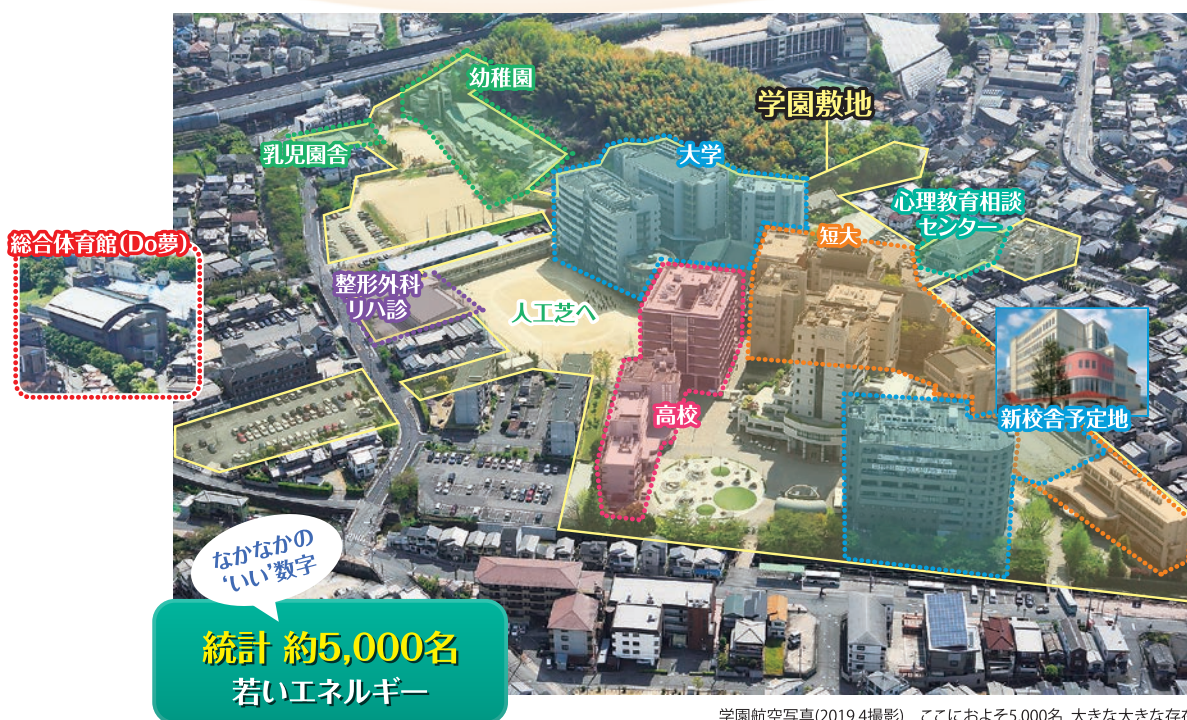 幼稚園
学園敷地
乳児園舎
大学
心理教育相談
センター
総合体育館(Do夢)
短大
整形外科
リハ診
人工芝へ
高校
新校舎予定地
なかなかの
‘いい’数字
統計 約5,000名
若いエネルギー
学園航空写真(2019.4撮影) ここにおよそ5,000名、大きな大きな存在